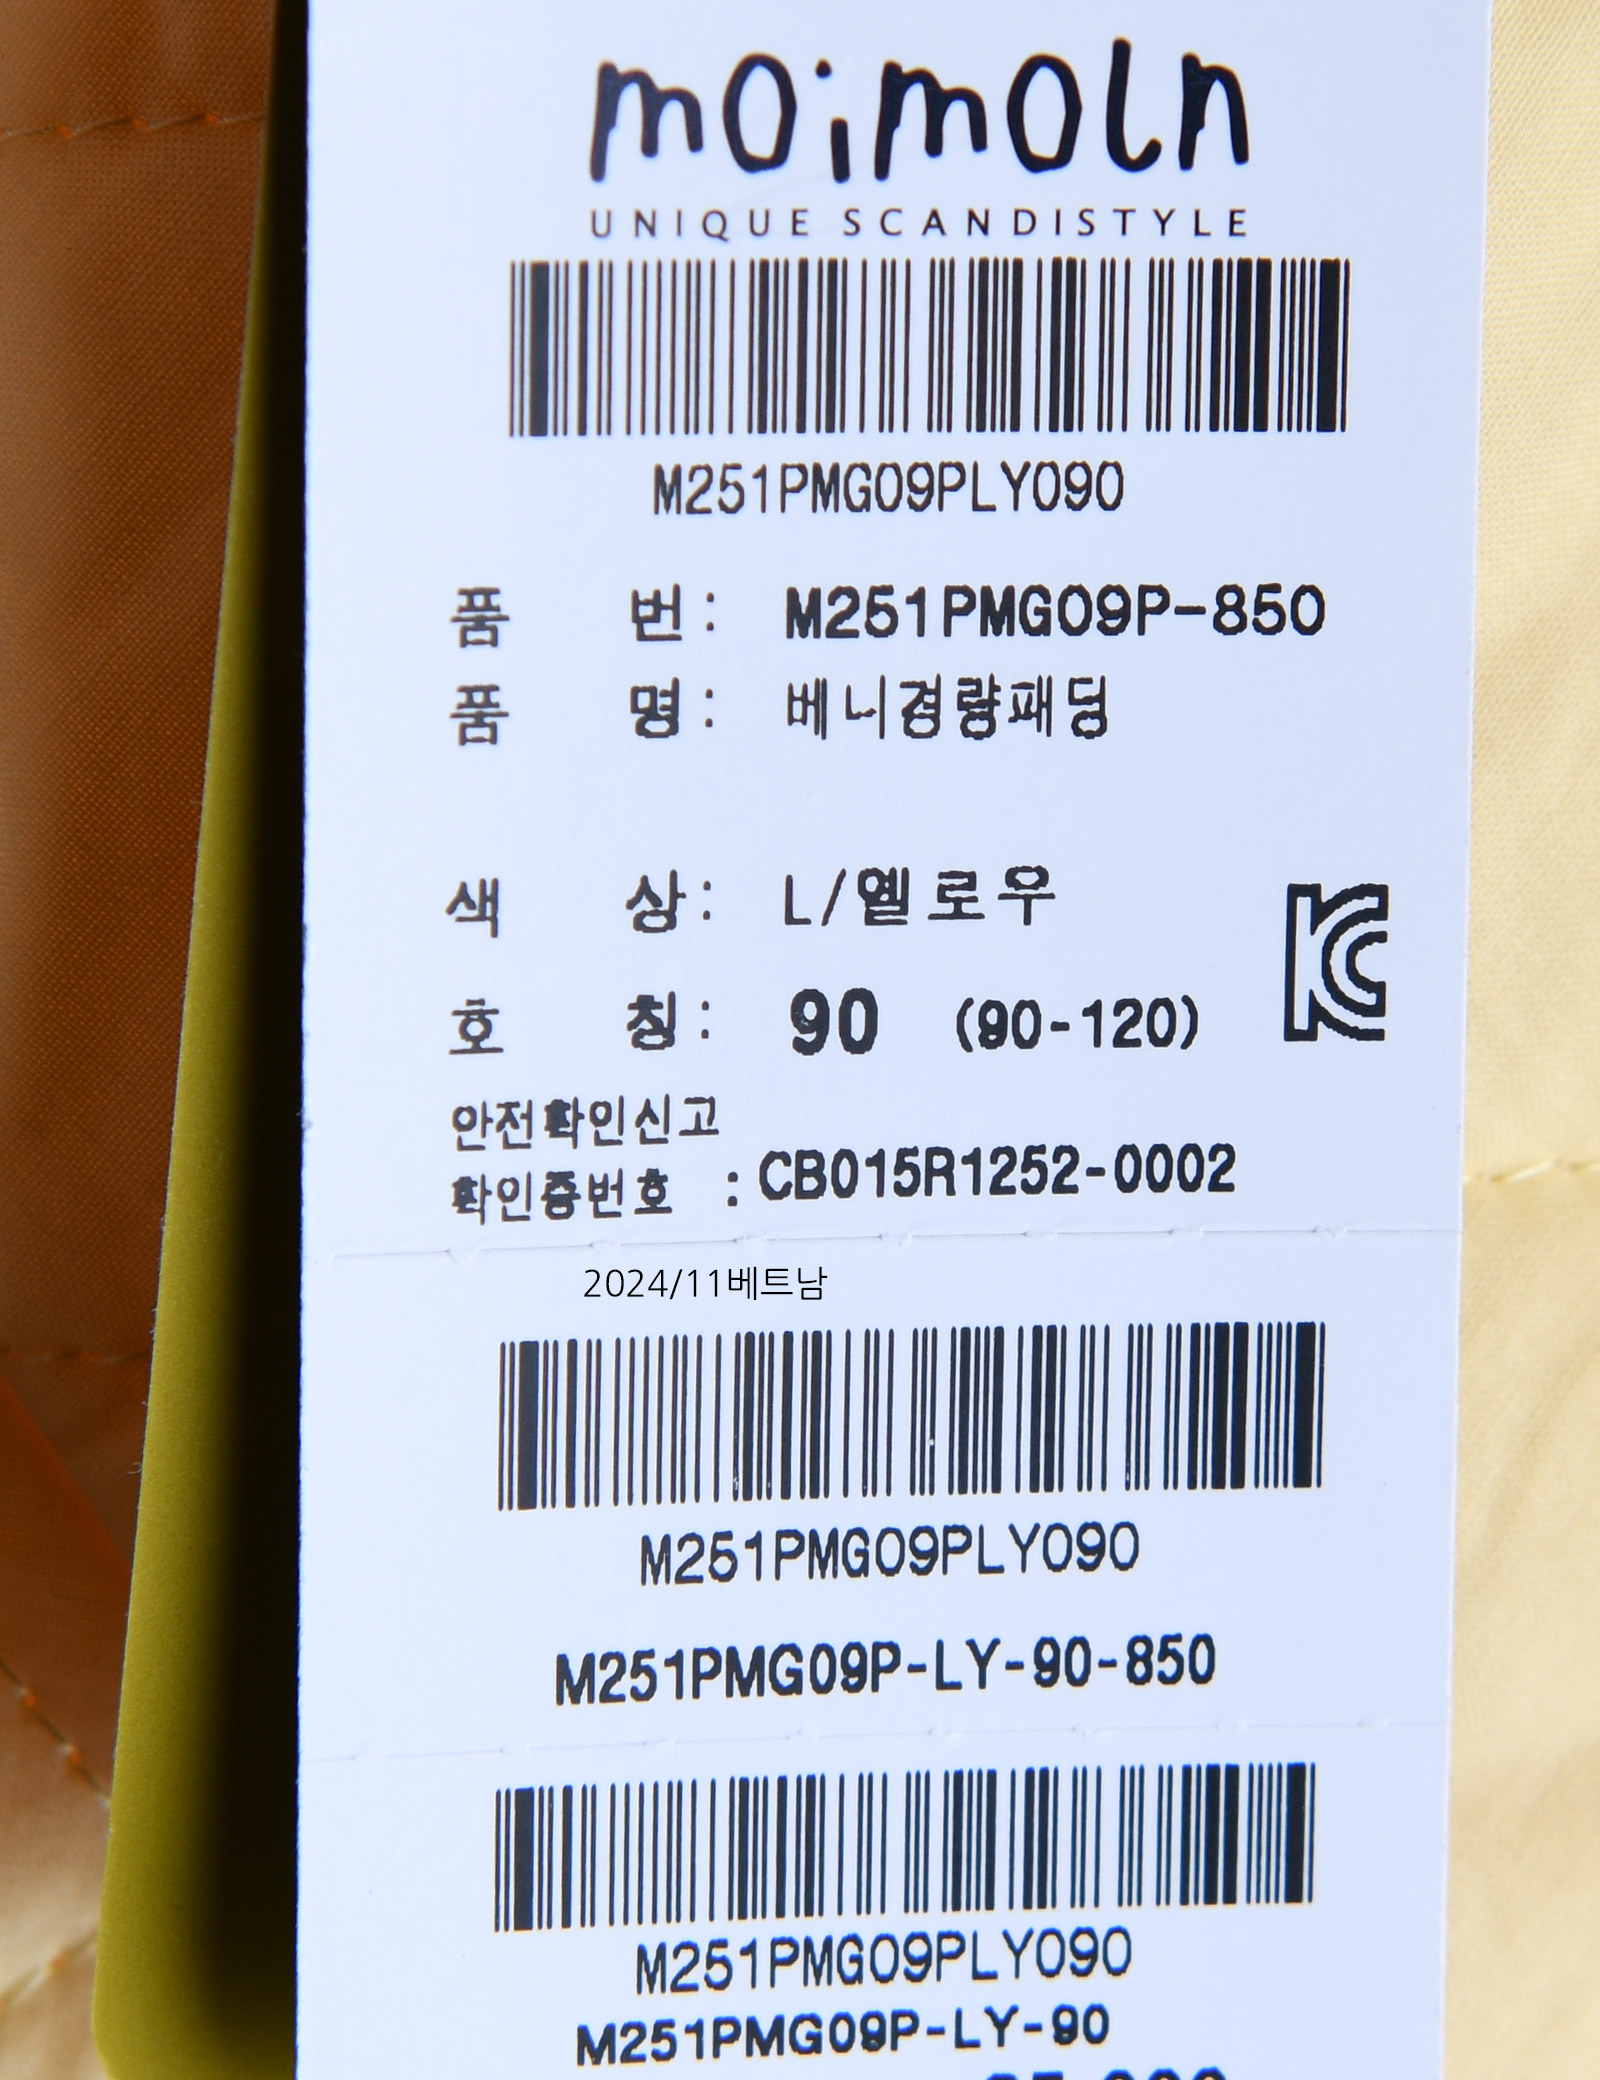 moimoln
UNIQUE SCANDISTYLE
M251PMG09PLY090
품 번: M251PMG09P-850
품 명: 베니경량패딩
색 상: L/옐로우
호 칭: 90 (90-120)
안전확인신고
확인증번호 : CB015R1252-0002
2024/11베트남
M251PMG09PLY090
M251PMG09P-LY-90-850
M251PMG09PLY090
M251PMG09P-LY-90